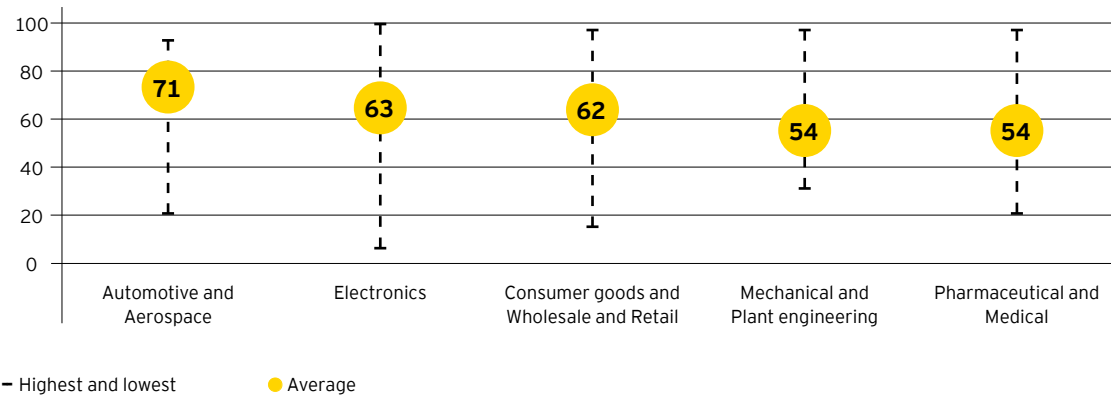 100
80
60
40
20
0
71
63
62
54
54
Automotive and
Aerospace
Electronics
Consumer goods and
Wholesale and Retail
Mechanical and
Plant engineering
Pharmaceutical and
Medical
Highest and lowest
Average